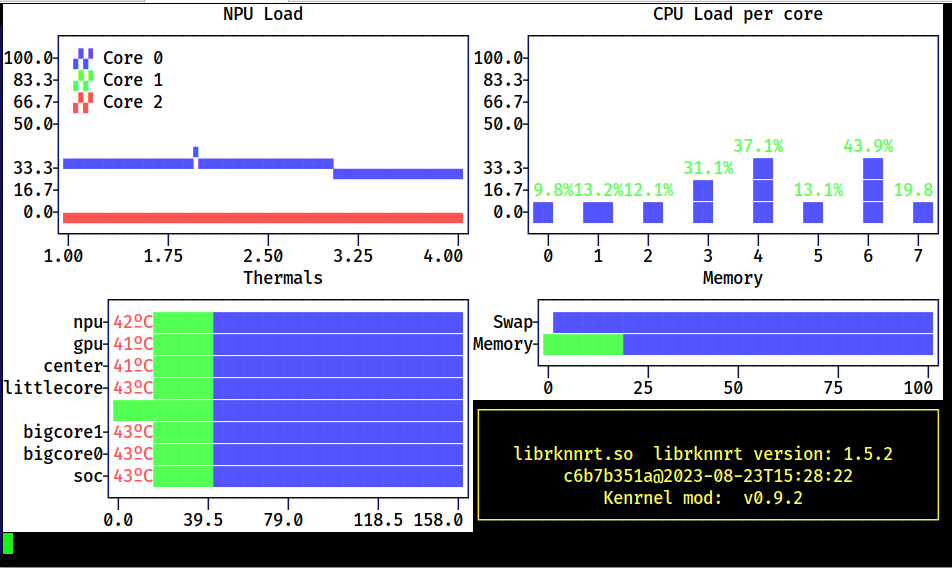 NPU Load
100.0
83.3
66.7
50.0
33.3
16.7
0.0
Core 0
Core 1
Core 2
1.00 1.75 2.50 3.25 4.00
CPU Load per core
100.0
83.3
66.7
50.0
33.3
16.7
0.0
9.8%13.2%12.1% 31.1% 37.1% 13.1% 43.9% 19.8
0 1 2 3 4 5 6 7
Thermals
npu 42ºC
gpu 41ºC
center 41ºC
littlecore 43ºC
bigcore1 43ºC
bigcore0 43ºC
soc 43ºC
0.0 39.5 79.0 118.5 158.0
Memory
Swap
Memory
0 25 50 75 100
librknnrt.so librknnrt version: 1.5.2
c6b7b351a@2023-08-23T15:28:22
Kenrnel mod: v0.9.2